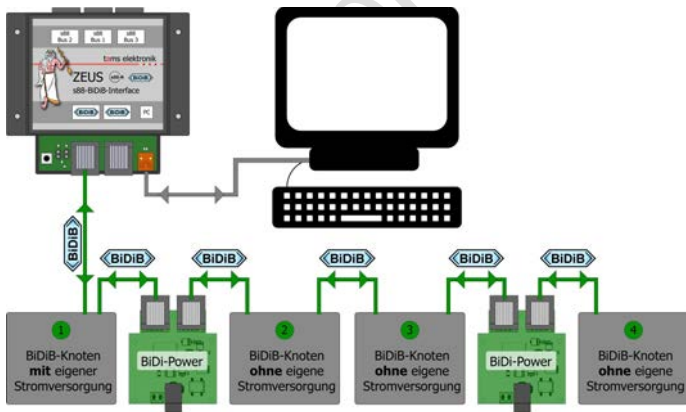 s88 Bus 2
s88 Bus 1
s88 Bus 3
toms elektronik
ZEUS s88-N BiDiB
s88-BiDiB-Interface
BiDiB BiDiB PC
BiDiB
BiDiB
BiDiB
BiDiB
BiDiB
BiDiB
1
BiDiB-Knoten
mit eigener
Stromversorgung
BiDi-Power
2
BiDiB-Knoten
ohne eigene
Stromversorgung
3
BiDiB-Knoten
ohne eigene
Stromversorgung
BiDi-Power
4
BiDiB-Knoten
ohne eigene
Stromversorgung